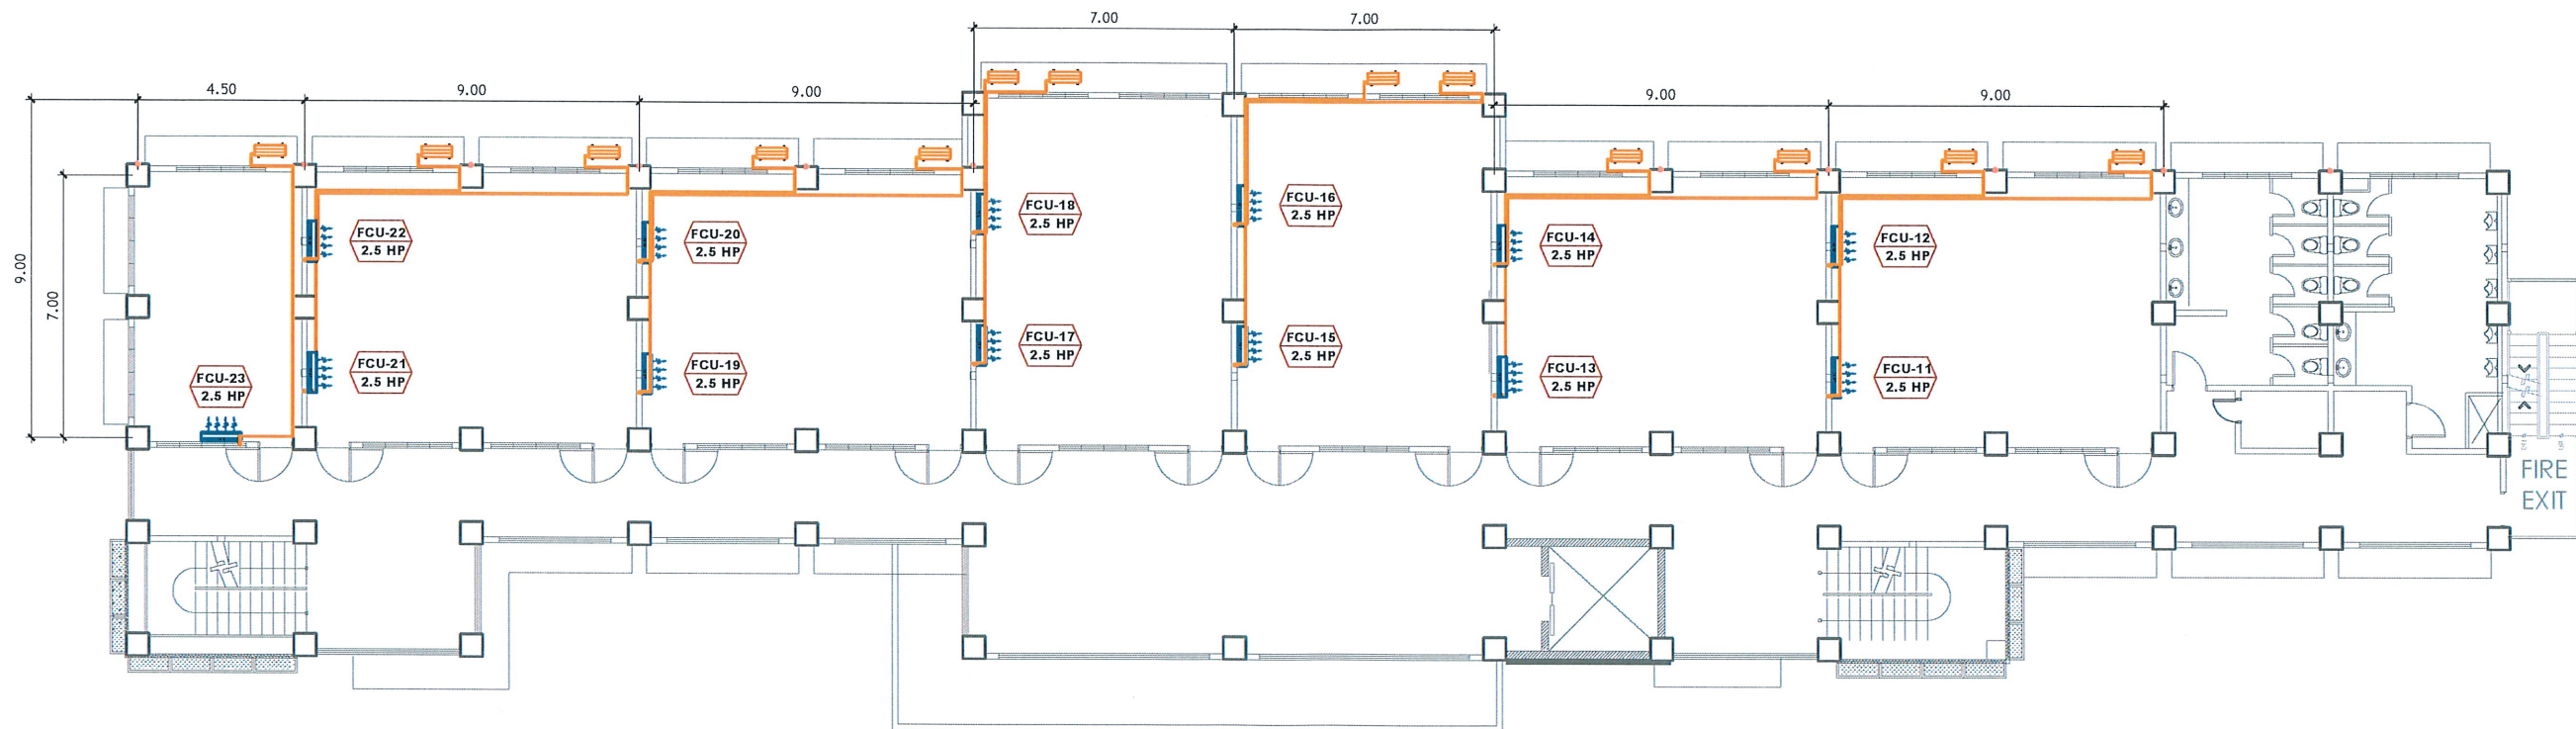 7.00
7.00
4.50
9.00
9.00
9.00
9.00
9.00
7.00
FCU-22
2.5 HP
FCU-20
2.5 HP
FCU-18
2.5 HP
FCU-16
2.5 HP
FCU-14
2.5 HP
FCU-12
2.5 HP
FCU-23
2.5 HP
FCU-21
2.5 HP
FCU-19
2.5 HP
FCU-17
2.5 HP
FCU-15
2.5 HP
FCU-13
2.5 HP
FCU-11
2.5 HP
FIRE
EXIT